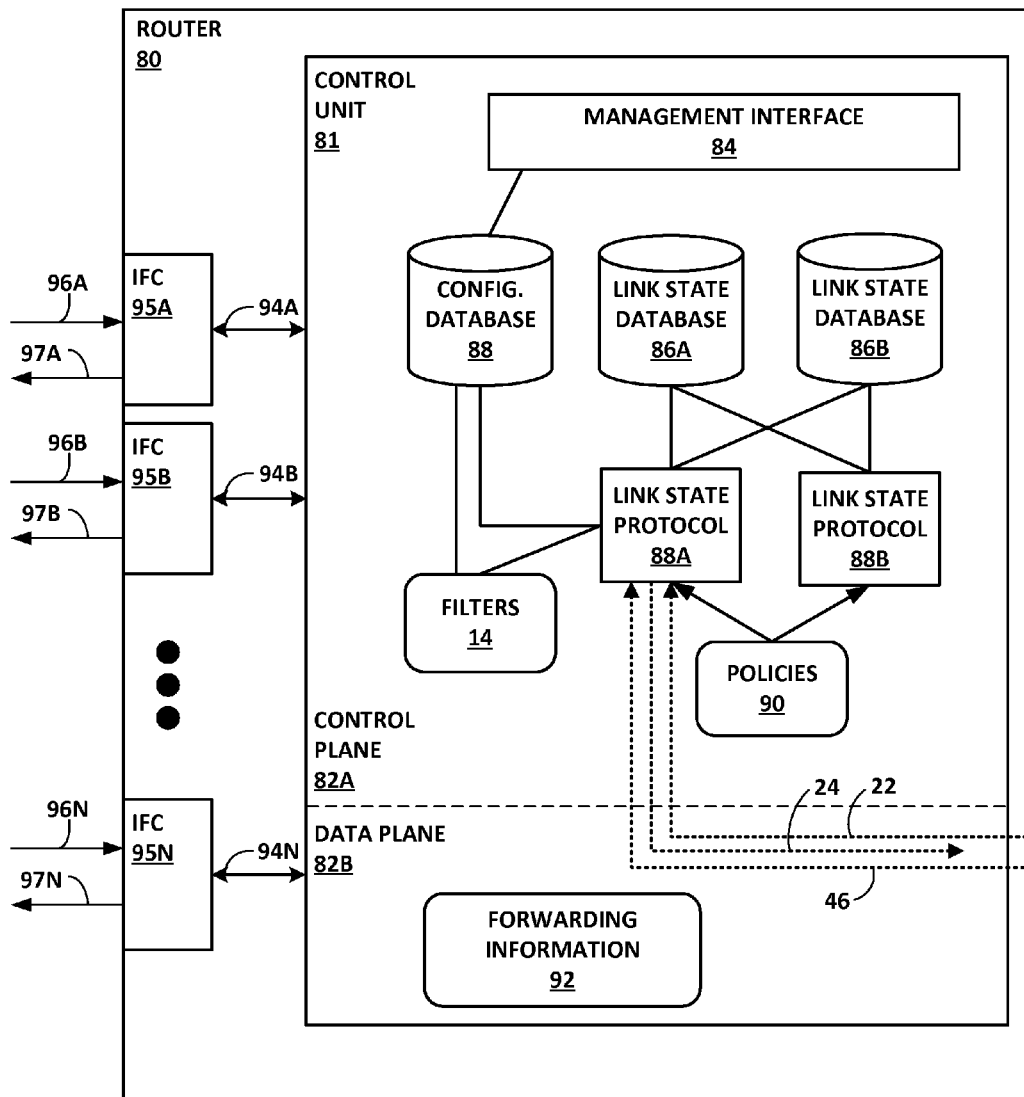 ROUTER
80
CONTROL
UNIT
81
MANAGEMENT INTERFACE
84
CONFIG.
DATABASE
88
LINK STATE
DATABASE
86A
LINK STATE
DATABASE
86B
96A
97A
IFC
95A
94A
96B
97B
IFC
95B
94B
LINK STATE
PROTOCOL
88A
LINK STATE
PROTOCOL
88B
FILTERS
14
POLICIES
90
CONTROL
PLANE
82A
24
22
96N
97N
IFC
95N
94N
DATA PLANE
82B
46
FORWARDING
INFORMATION
92